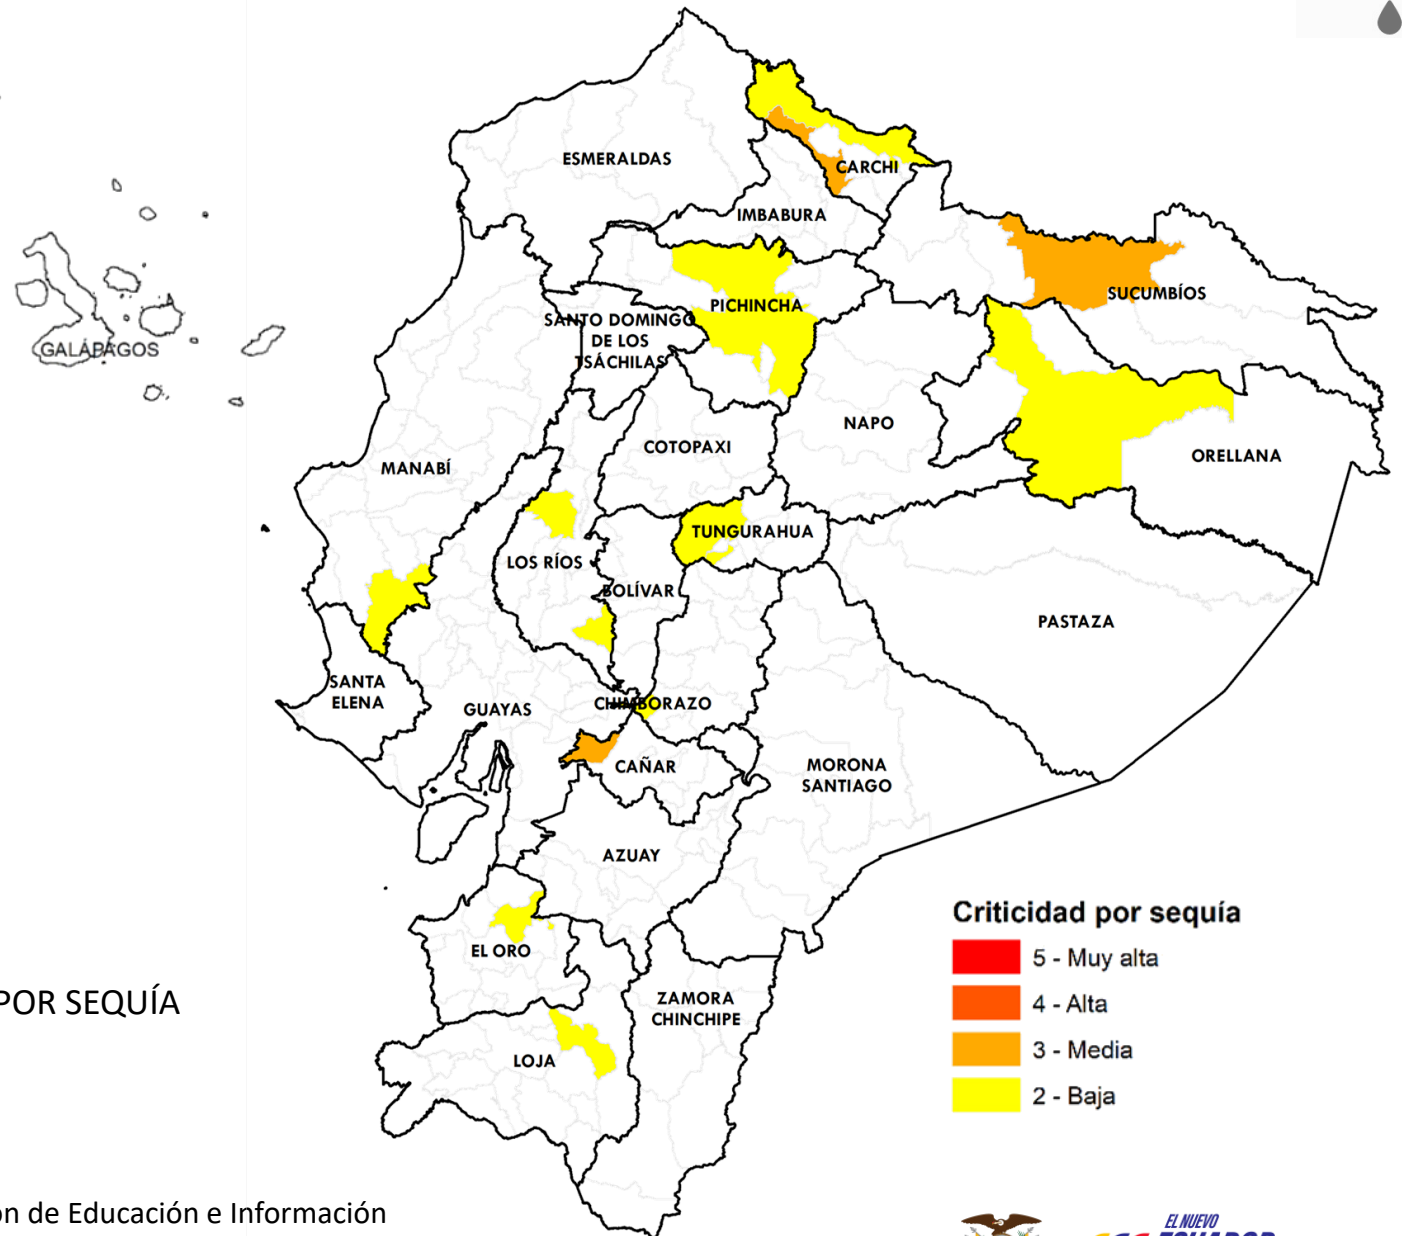 ESMERALDAS
CARCHI
IMBABURA
SUCUMBÍOS
PICHINCHA
SANTO DOMINGO
DE LOS
TSÁCHILAS
GALÁPAGOS
NAPO
COTOPAXI
ORELLANA
MANABÍ
TUNGURAHUA
LOS RÍOS
BOLÍVAR
PASTAZA
SANTA
ELENA
GUAYAS
CHIMBORAZO
CAÑAR
MORONA
SANTIAGO
AZUAY
EL ORO
ZAMORA
CHINCHIPE
LOJA
Criticidad por sequía
5 - Muy alta
4 - Alta
3 - Media
2 - Baja
POR SEQUÍA
ón de Educación e Información
EL NUEVO
ECUADOR